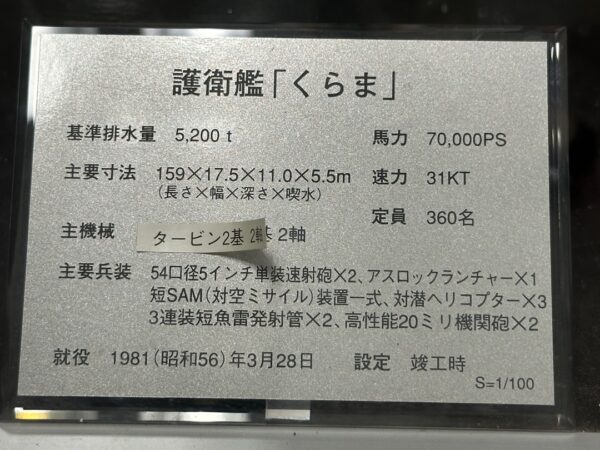 護衛艦「くらま」
基準排水量 5,200t 馬力 70,000PS
主要寸法 159×17.5×11.0×5.5m 速力 31KT
(長さ×幅×深さ×喫水)
定員 360名
主機械 タービン2基 2軸 2軸
主要兵装 54口径5インチ単装速射砲×2、アスロックランチャー×1
短SAM(対空ミサイル)装置一式、対潜ヘリコプター×3
3連装短魚雷発射管×2、高性能20ミリ機関砲×2
就役 1981(昭和56)年3月28日 設定 竣工時
S=1/100